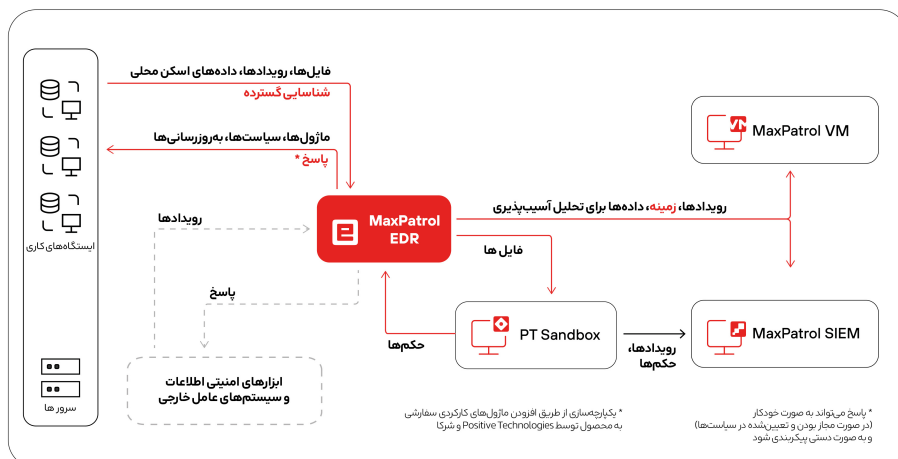 فایل‌ها، رویدادها، داده‌های اسکن محلی
شناسایی گسترده
ماژول‌ها، سیاست‌ها، به‌روزرسانی‌ها
پاسخ *
ایستگاه‌های کاری
سرور ها
رویدادها
پاسخ
MaxPatrol
EDR
رویدادها، زمینه، داده‌ها برای تحلیل آسیب‌پذیری
MaxPatrol VM
فایل ها
حکم‌ها
PT Sandbox
رویدادها،
حکم‌ها
MaxPatrol SIEM
ابزارهای امنیتی اطلاعات
و سیستم‌های عامل خارجی
* یکپارچه‌سازی از طریق افزودن ماژول‌های کارکردی سفارشی
به محصول توسط Positive Technologies و شرکا
* پاسخ می‌تواند به صورت خودکار
(در صورت مجاز بودن و تعیین‌شده در سیاست‌ها)
و به صورت دستی پیکربندی شود